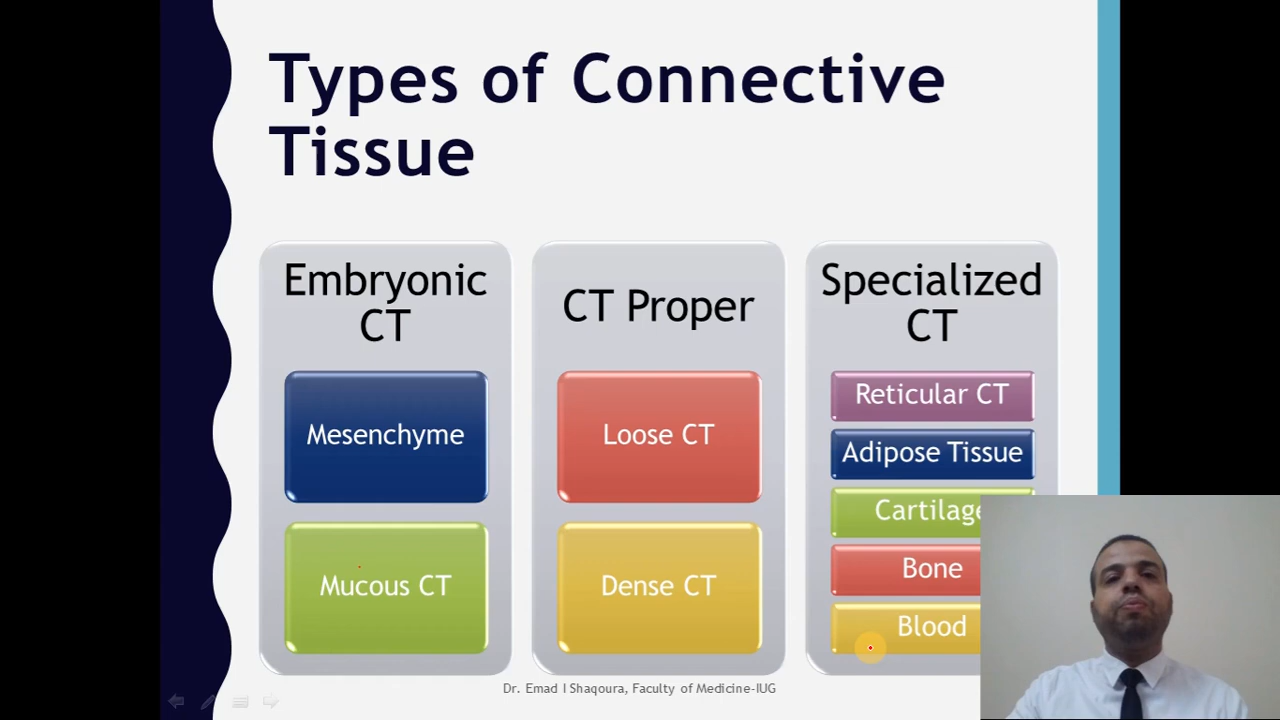 Types of Connective
Tissue
Embryonic
CT
Mesenchyme
Mucous CT
CT Proper
Loose CT
Dense CT
Specialized
CT
Reticular CT
Adipose Tissue
Cartilage
Bone
Blood
Dr. Emad I Shaqoura, Faculty of Medicine-IUG